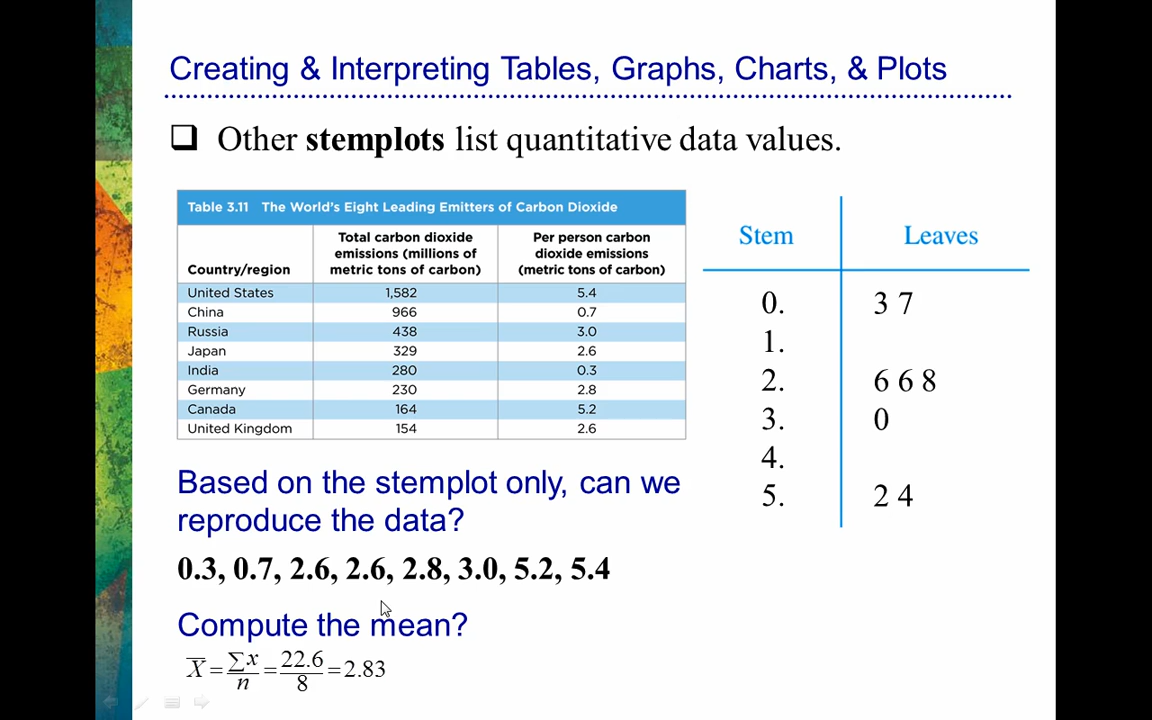 Creating & Interpreting Tables, Graphs, Charts, & Plots
❑ Other stemplots list quantitative data values.
Table 3.11 The World's Eight Leading Emitters of Carbon Dioxide
Country/region Total carbon dioxide emissions (millions of metric tons of carbon) Per person carbon dioxide emissions (metric tons of carbon)
United States 1,582 5.4
China 966 0.7
Russia 438 3.0
Japan 329 2.6
India 280 0.3
Germany 230 2.8
Canada 164 5.2
United Kingdom 154 2.6
Stem Leaves
0. 3 7
1.
2. 6 6 8
3. 0
4.
5. 2 4
Based on the stemplot only, can we
reproduce the data?
0.3, 0.7, 2.6, 2.6, 2.8, 3.0, 5.2, 5.4
Compute the mean?
X̅ = ∑x/n = 22.6/8 = 2.83